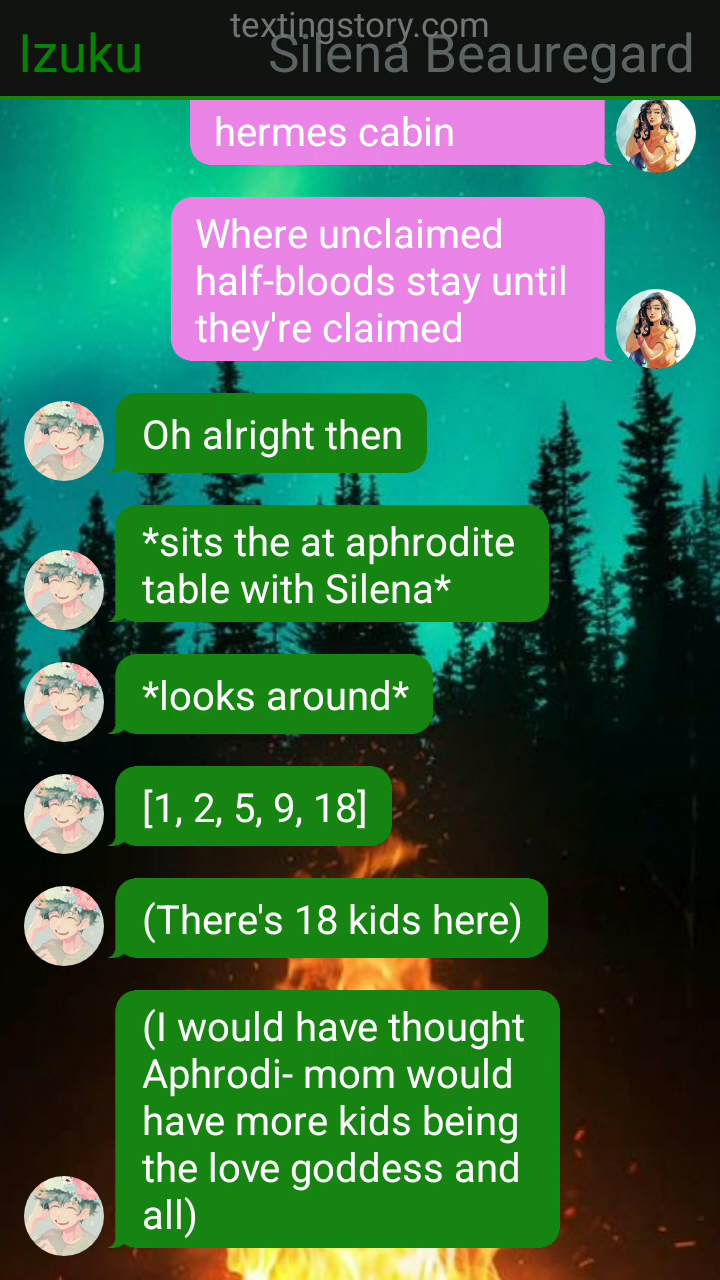 textingstory.com
Izuku
Silena Beauregard
hermes cabin
Where unclaimed
half-bloods stay until
they're claimed
Oh alright then
*sits the at aphrodite
table with Silena*
*looks around*
[1, 2, 5, 9, 18]
(There's 18 kids here)
(I would have thought
Aphrodi- mom would
have more kids being
the love goddess and
all)